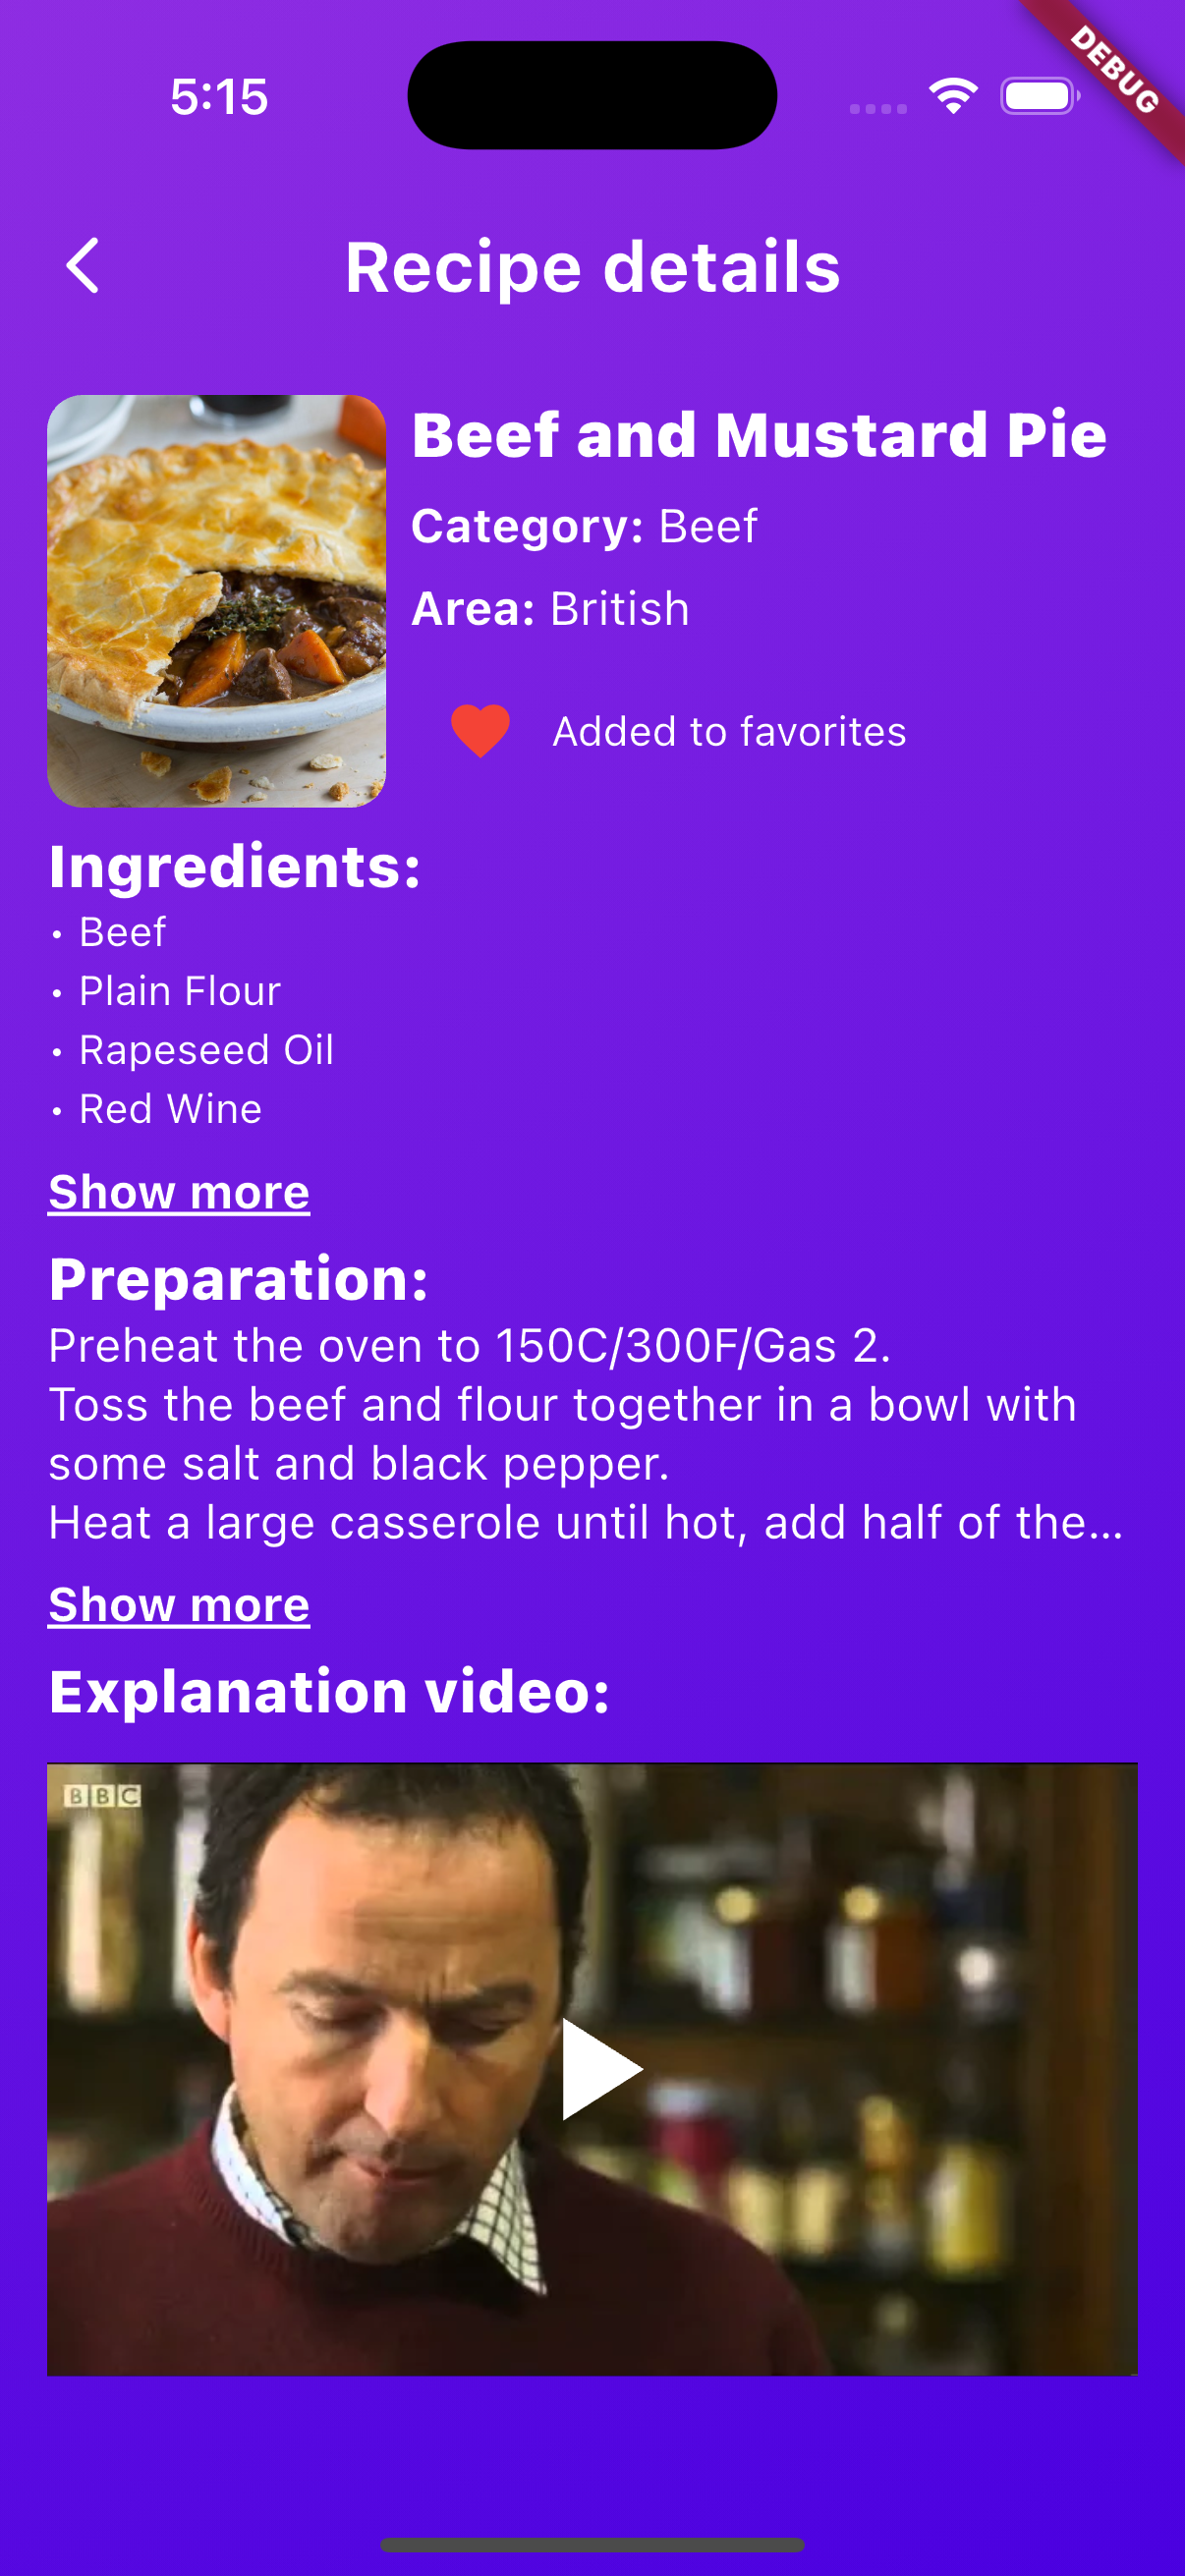 5:15
DEBUG
Recipe details
Beef and Mustard Pie
Category: Beef
Area: British
Added to favorites
Ingredients:
• Beef
• Plain Flour
• Rapeseed Oil
• Red Wine
Show more
Preparation:
Preheat the oven to 150C/300F/Gas 2.
Toss the beef and flour together in a bowl with
some salt and black pepper.
Heat a large casserole until hot, add half of the...
Show more
Explanation video:
BBC